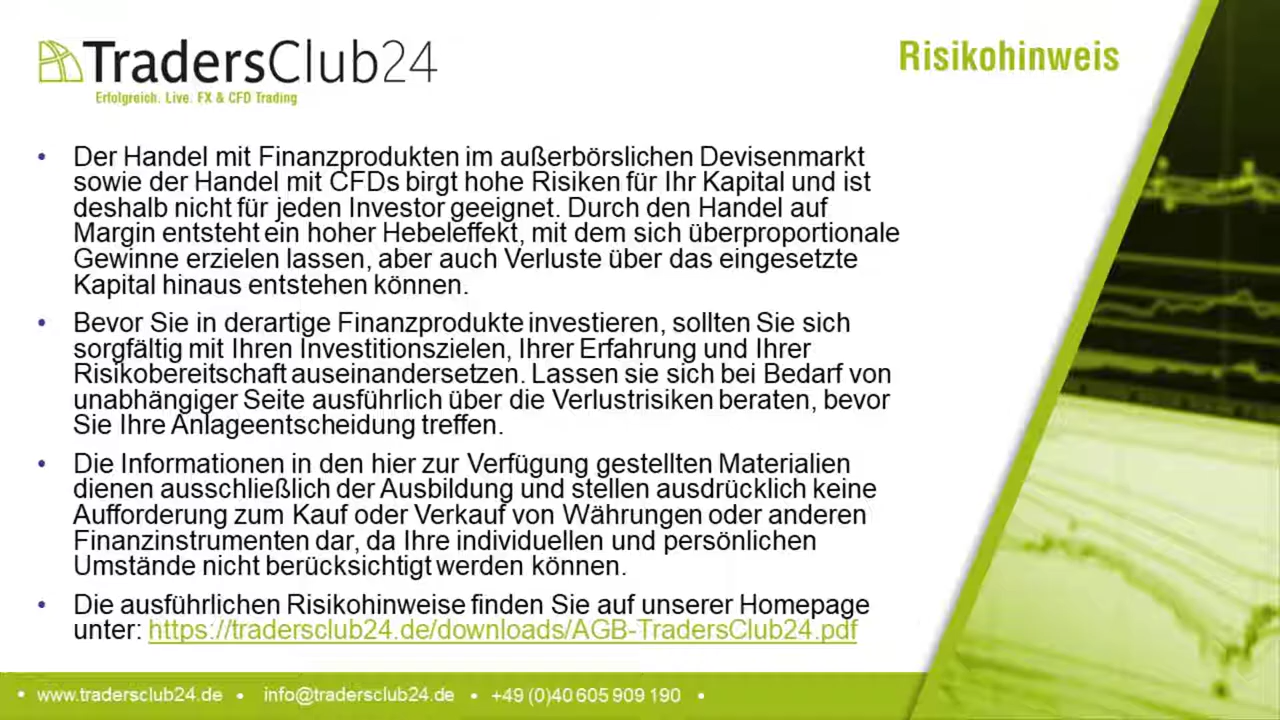 TradersClub24
Erfolgreich. Live. FX & CFD Trading
Risikohinweis
• Der Handel mit Finanzprodukten im außerbörslichen Devisenmarkt
sowie der Handel mit CFDs birgt hohe Risiken für Ihr Kapital und ist
deshalb nicht für jeden Investor geeignet. Durch den Handel auf
Margin entsteht ein hoher Hebeleffekt, mit dem sich überproportionale
Gewinne erzielen lassen, aber auch Verluste über das eingesetzte
Kapital hinaus entstehen können.
• Bevor Sie in derartige Finanzprodukte investieren, sollten Sie sich
sorgfältig mit Ihren Investitionszielen, Ihrer Erfahrung und Ihrer
Risikobereitschaft auseinandersetzen. Lassen sie sich bei Bedarf von
unabhängiger Seite ausführlich über die Verlustrisiken beraten, bevor
Sie Ihre Anlageentscheidung treffen.
• Die Informationen in den hier zur Verfügung gestellten Materialien
dienen ausschließlich der Ausbildung und stellen ausdrücklich keine
Aufforderung zum Kauf oder Verkauf von Währungen oder anderen
Finanzinstrumenten dar, da Ihre individuellen und persönlichen
Umstände nicht berücksichtigt werden können.
• Die ausführlichen Risikohinweise finden Sie auf unserer Homepage
unter: https://tradersclub24.de/downloads/AGB-TradersClub24.pdf
• www.tradersclub24.de • info@tradersclub24.de • +49 (0)40 605 909 190 •